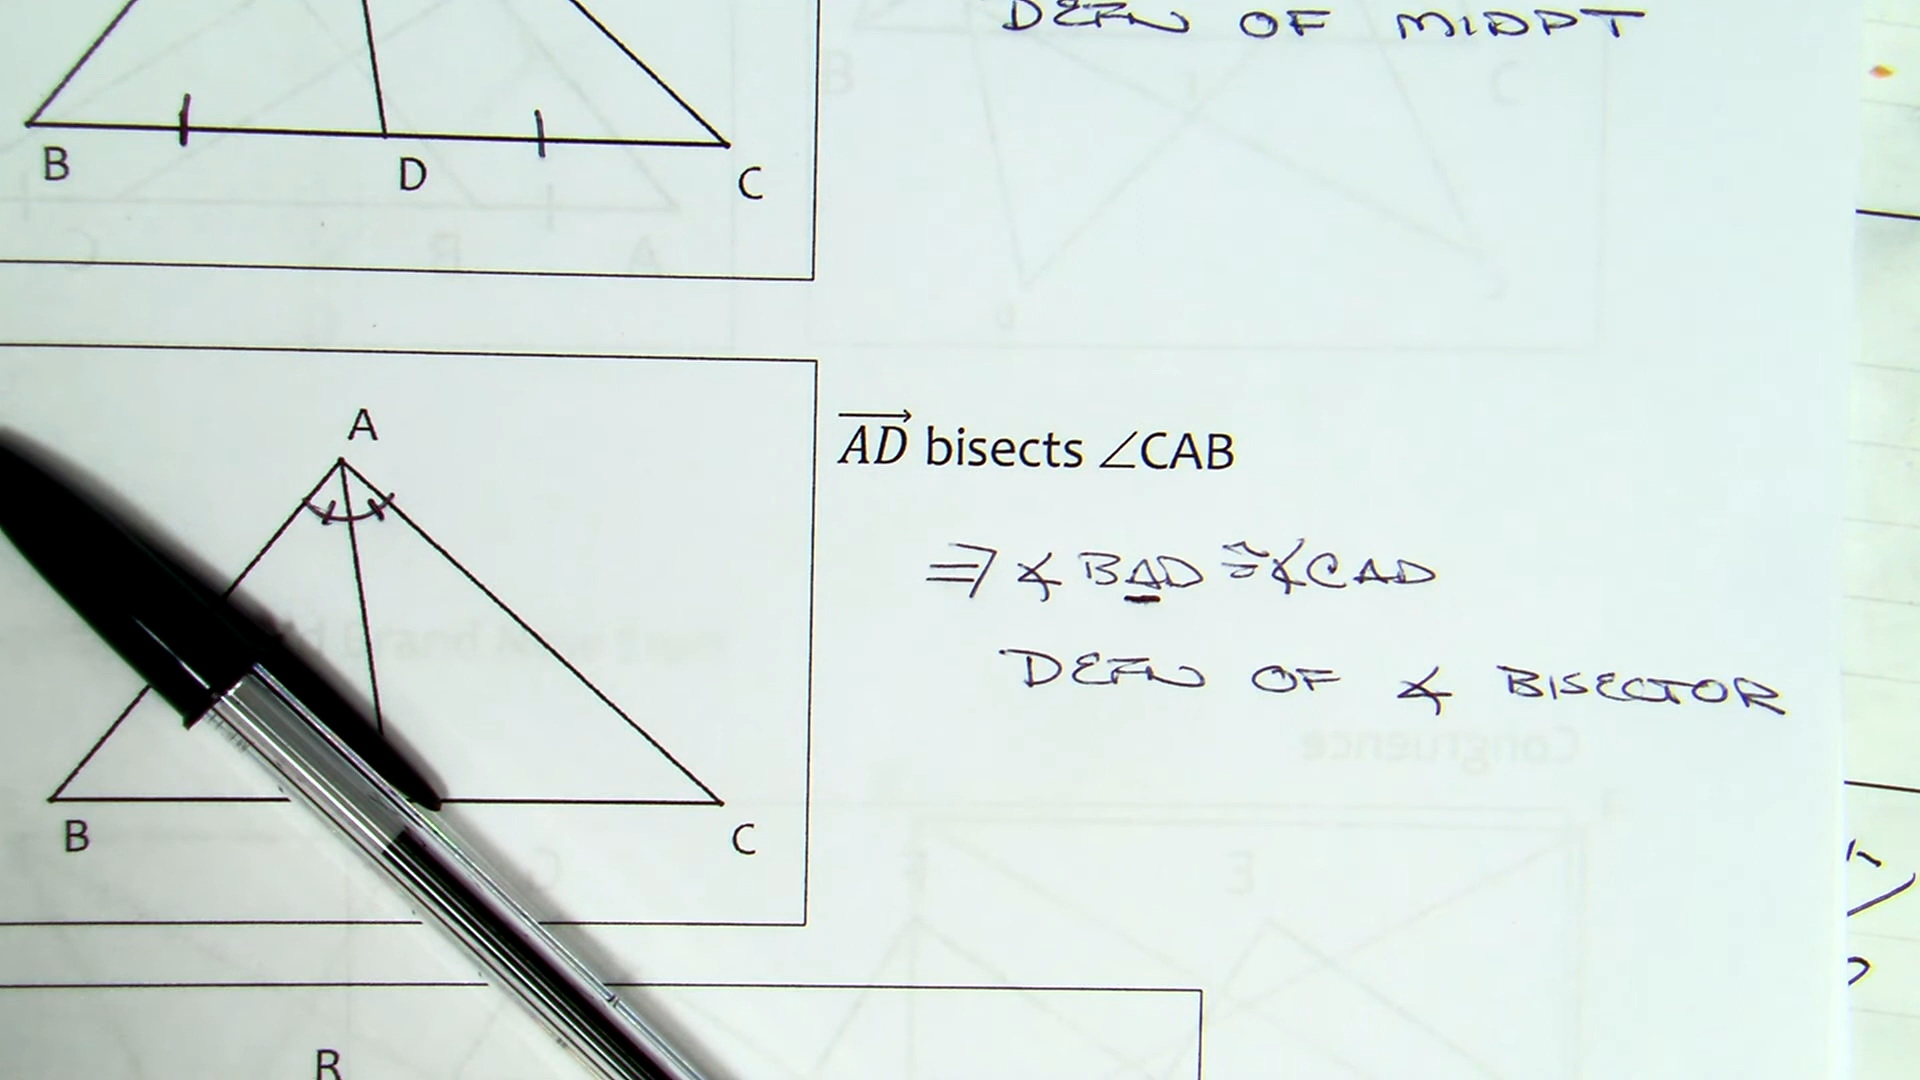 DEFN OF MIDPT
B
D
C
A
AD bisects ∠CAB
⇒ ∡ BAD ≅ ∡ CAD
DEFN OF ∡ BISECTOR
B
C
R